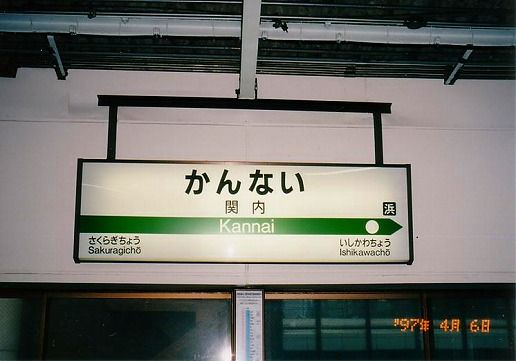 かんない
関内
浜
Kannai
さくらぎちょう
Sakuragichō
いしかわちょう
Ishikawachō
'97年 4月 6日